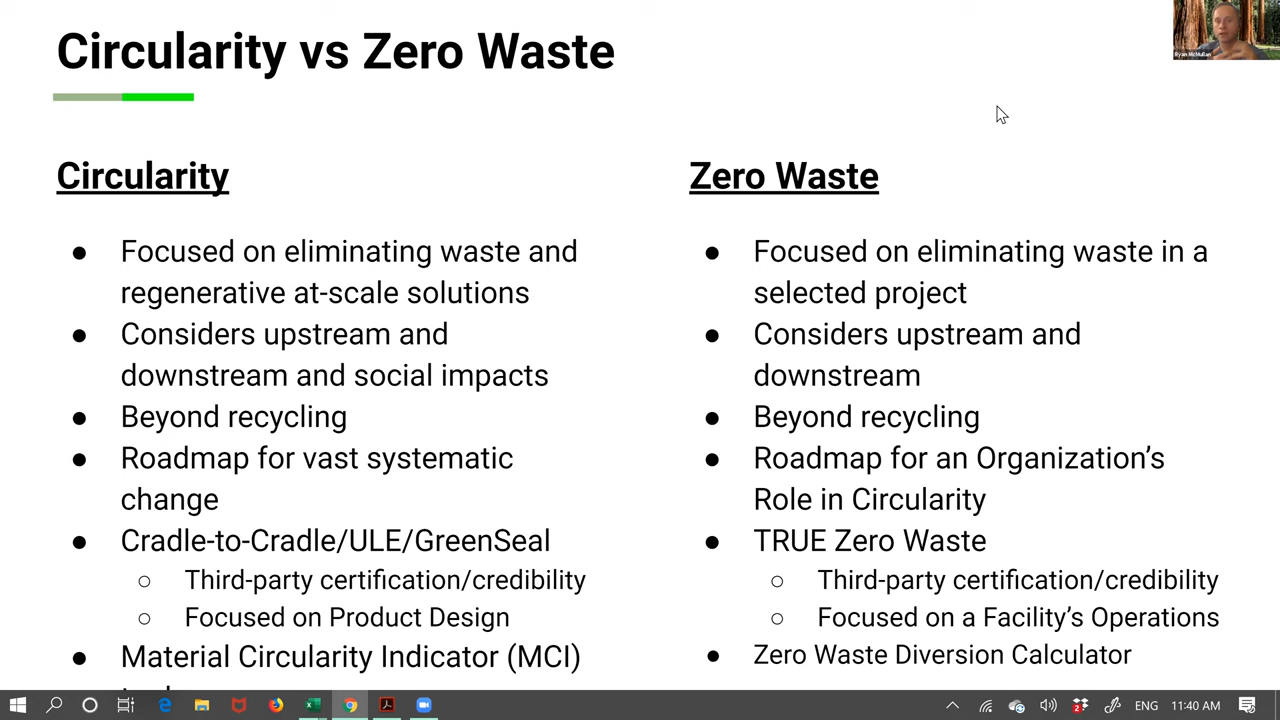 Circularity vs Zero Waste
Ryan McMullan
Circularity
Focused on eliminating waste and
regenerative at-scale solutions
Considers upstream and
downstream and social impacts
Beyond recycling
Roadmap for vast systematic
change
Cradle-to-Cradle/ULE/GreenSeal
Third-party certification/credibility
Focused on Product Design
Material Circularity Indicator (MCI)
Zero Waste
Focused on eliminating waste in a
selected project
Considers upstream and
downstream
Beyond recycling
Roadmap for an Organization's
Role in Circularity
TRUE Zero Waste
Third-party certification/credibility
Focused on a Facility's Operations
Zero Waste Diversion Calculator
2
ENG
11:40 AM